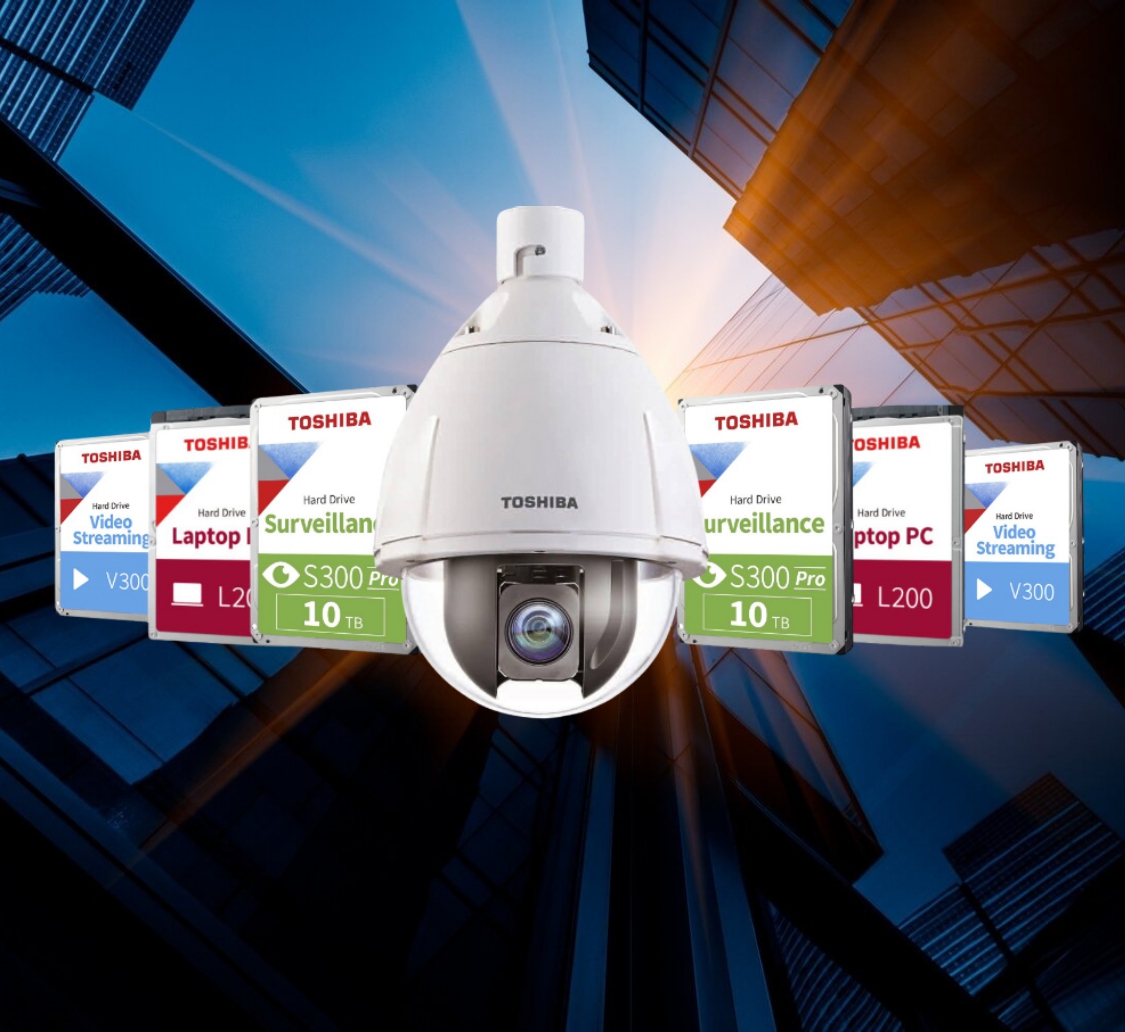 TOSHIBA
Hard Drive
Video
Streaming
V300
TOSHIB
Hard Drive
Laptop
L20
TOSHIBA
Hard Drive
Surveillanc
S300 Pro
10 TB
TOSHIBA
TOSHIBA
Hard Drive
urveillance
S300 Pro
10 TB
OSHIBA
Hard Drive
ptop PC
L200
TOSHIBA
Hard Drive
Video
Streaming
V300